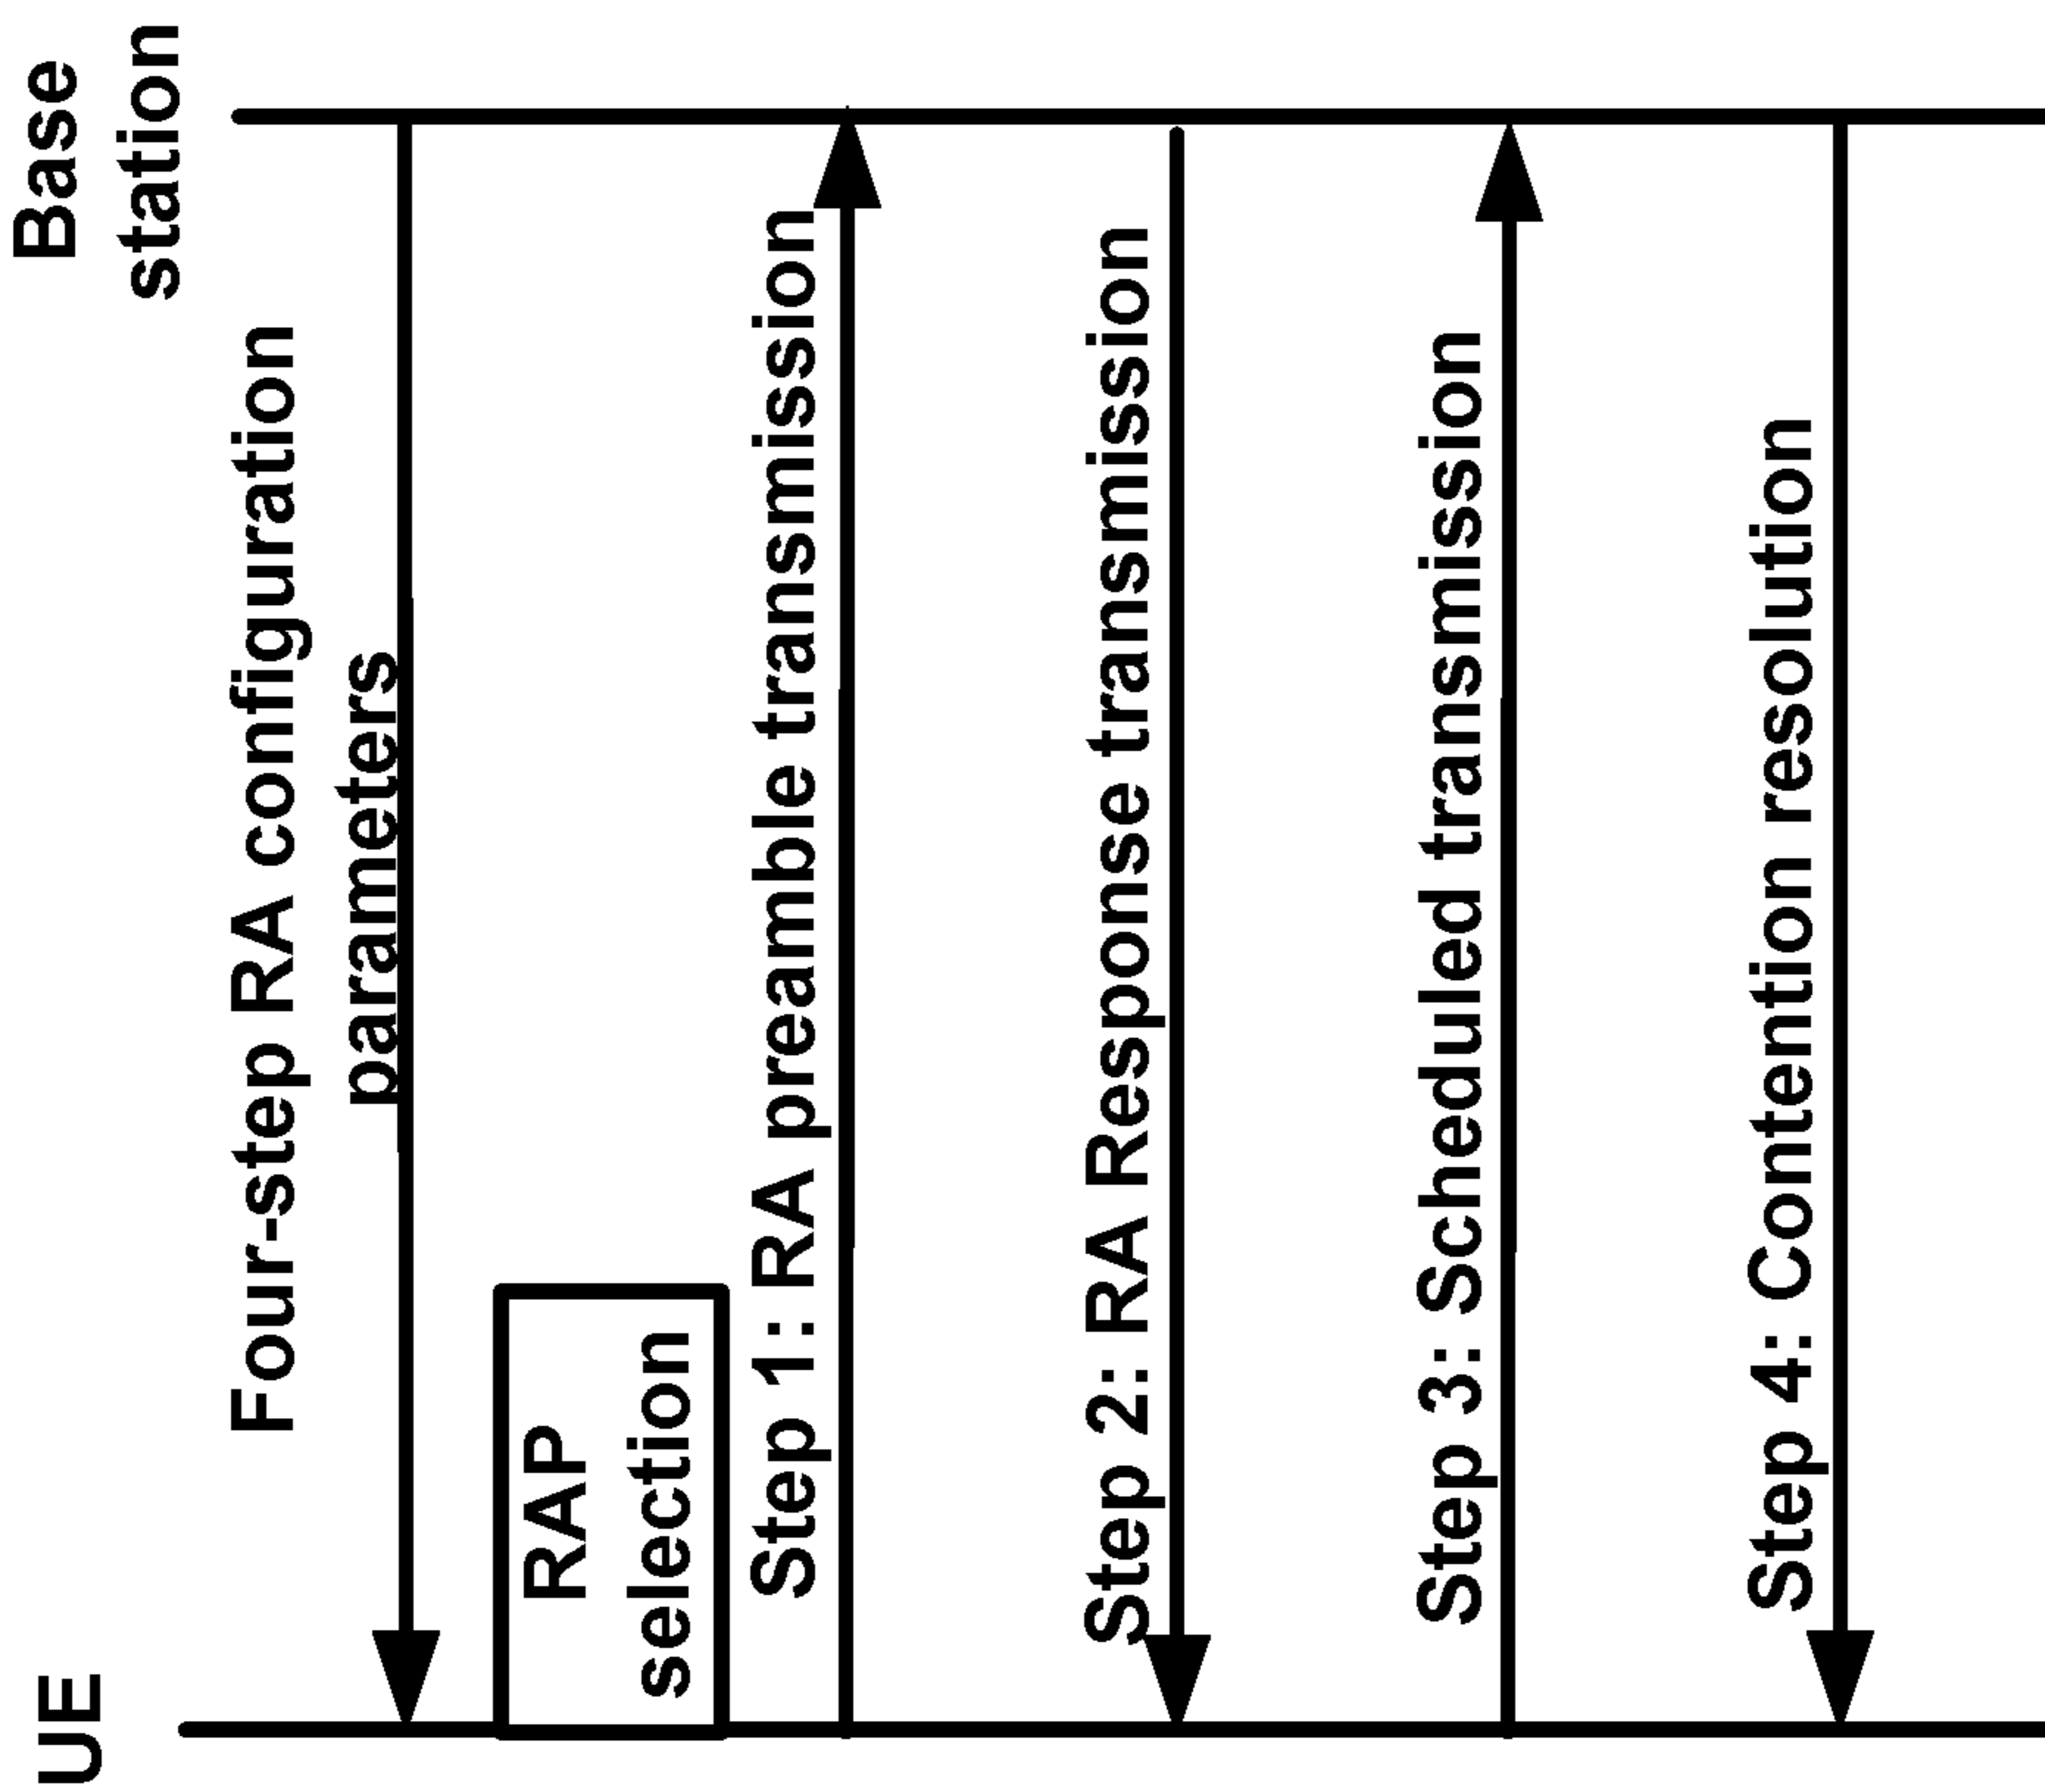 UE
Base
station
Four-step RA configuration
parameters
RAP
selection
Step 1: RA preamble transmission
Step 2: RA Response transmission
Step 3: Scheduled transmission
Step 4: Contention resolution